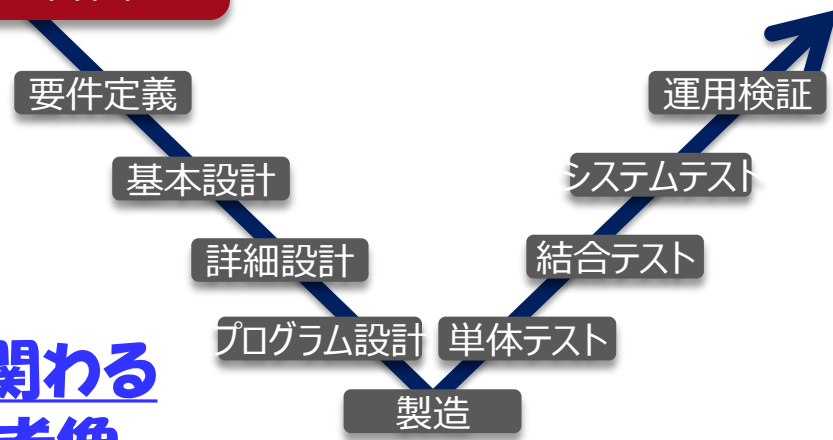 要件定義
運用検証
基本設計
システムテスト
詳細設計
結合テスト
プログラム設計
単体テスト
関わる
製造
者像